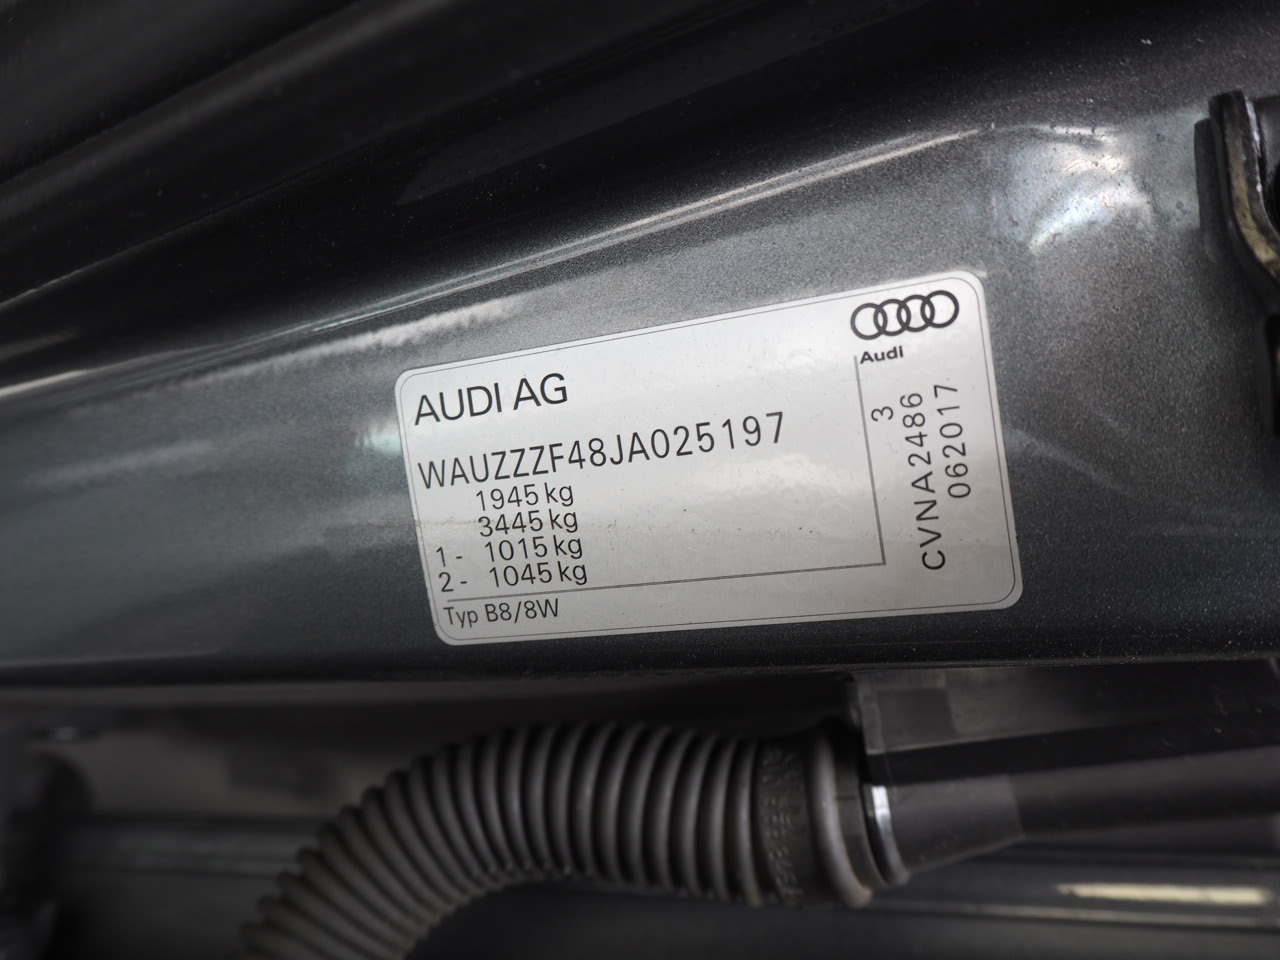 Audi
AUDI AG
WAUZZZF48JA025197
1945 kg
3445 kg
1 - 1015 kg
2 - 1045 kg
Typ B8/8W
3
CVNA2486
062017